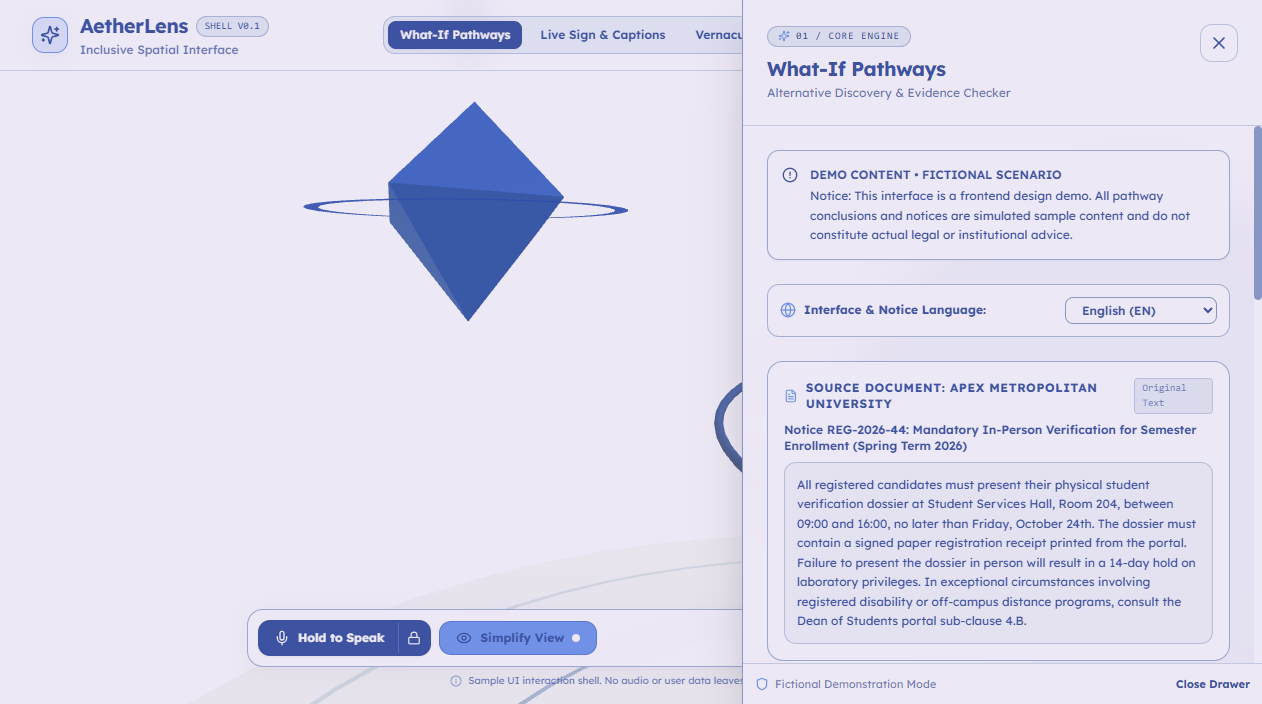 AetherLens
SHELL V0.1
Inclusive Spatial Interface
What-If Pathways
Live Sign & Captions
Hold to Speak
Simplify View
Sample UI interaction shell. No audio or user data leaves
01 / CORE ENGINE
What-If Pathways
Alternative Discovery & Evidence Checker
DEMO CONTENT • FICTIONAL SCENARIO
Notice: This interface is a frontend design demo. All pathway
conclusions and notices are simulated sample content and do not
constitute actual legal or institutional advice.
Interface & Notice Language:
English (EN)
SOURCE DOCUMENT: APEX METROPOLITAN
UNIVERSITY
Original
Text
Notice REG-2026-44: Mandatory In-Person Verification for Semester
Enrollment (Spring Term 2026)
All registered candidates must present their physical student
verification dossier at Student Services Hall, Room 204, between
09:00 and 16:00, no later than Friday, October 24th. The dossier must
contain a signed paper registration receipt printed from the portal.
Failure to present the dossier in person will result in a 14-day hold on
laboratory privileges. In exceptional circumstances involving
registered disability or off-campus distance programs, consult the
Dean of Students portal sub-clause 4.B.
Fictional Demonstration Mode
Close Drawer